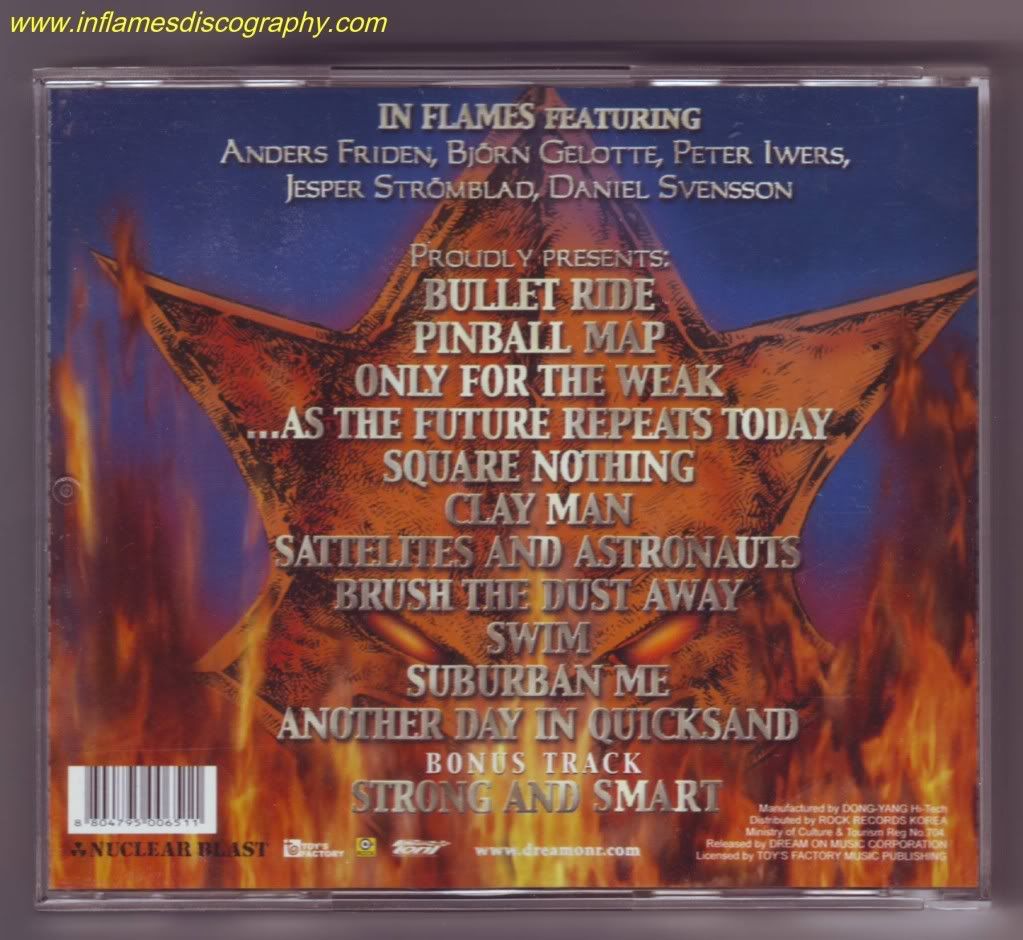 www.inflamesdiscography.com
IN FLAMES FEATURING
ANDERS FRIDEN, BJÖRN GELOTTE, PETER IWERS,
JESPER STRÖMBLAD, DANIEL SVENSSON
PROUDLY PRESENTS:
BULLET RIDE
PINBALL MAP
ONLY FOR THE WEAK
...AS THE FUTURE REPEATS TODAY
SQUARE NOTHING
CLAY MAN
SATTELITES AND ASTRONAUTS
BRUSH THE DUST AWAY
SWIM
SUBURBAN ME
ANOTHER DAY IN QUICKSAND
BONUS TRACK
STRONG AND SMART
8 804795 006511
NUCLEAR BLAST
TOY'S FACTORY
www.dreamonr.com
Manufactured by DONG-YANG Hi-Tech
Distributed by ROCK RECORDS KOREA
Ministry of Culture & Tourism Reg No.704.
Released by DREAM ON MUSIC CORPORATION
Licensed by TOY'S FACTORY MUSIC PUBLISHING